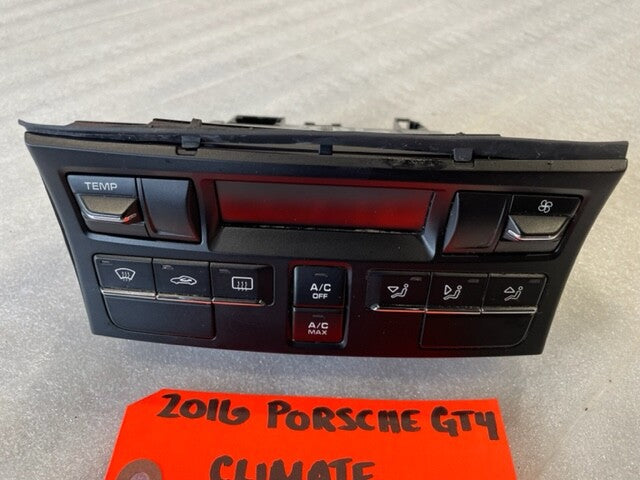 TEMP
A/C
OFF
A/C
MAX
2016 PORSCHE GT4
CLIMATE